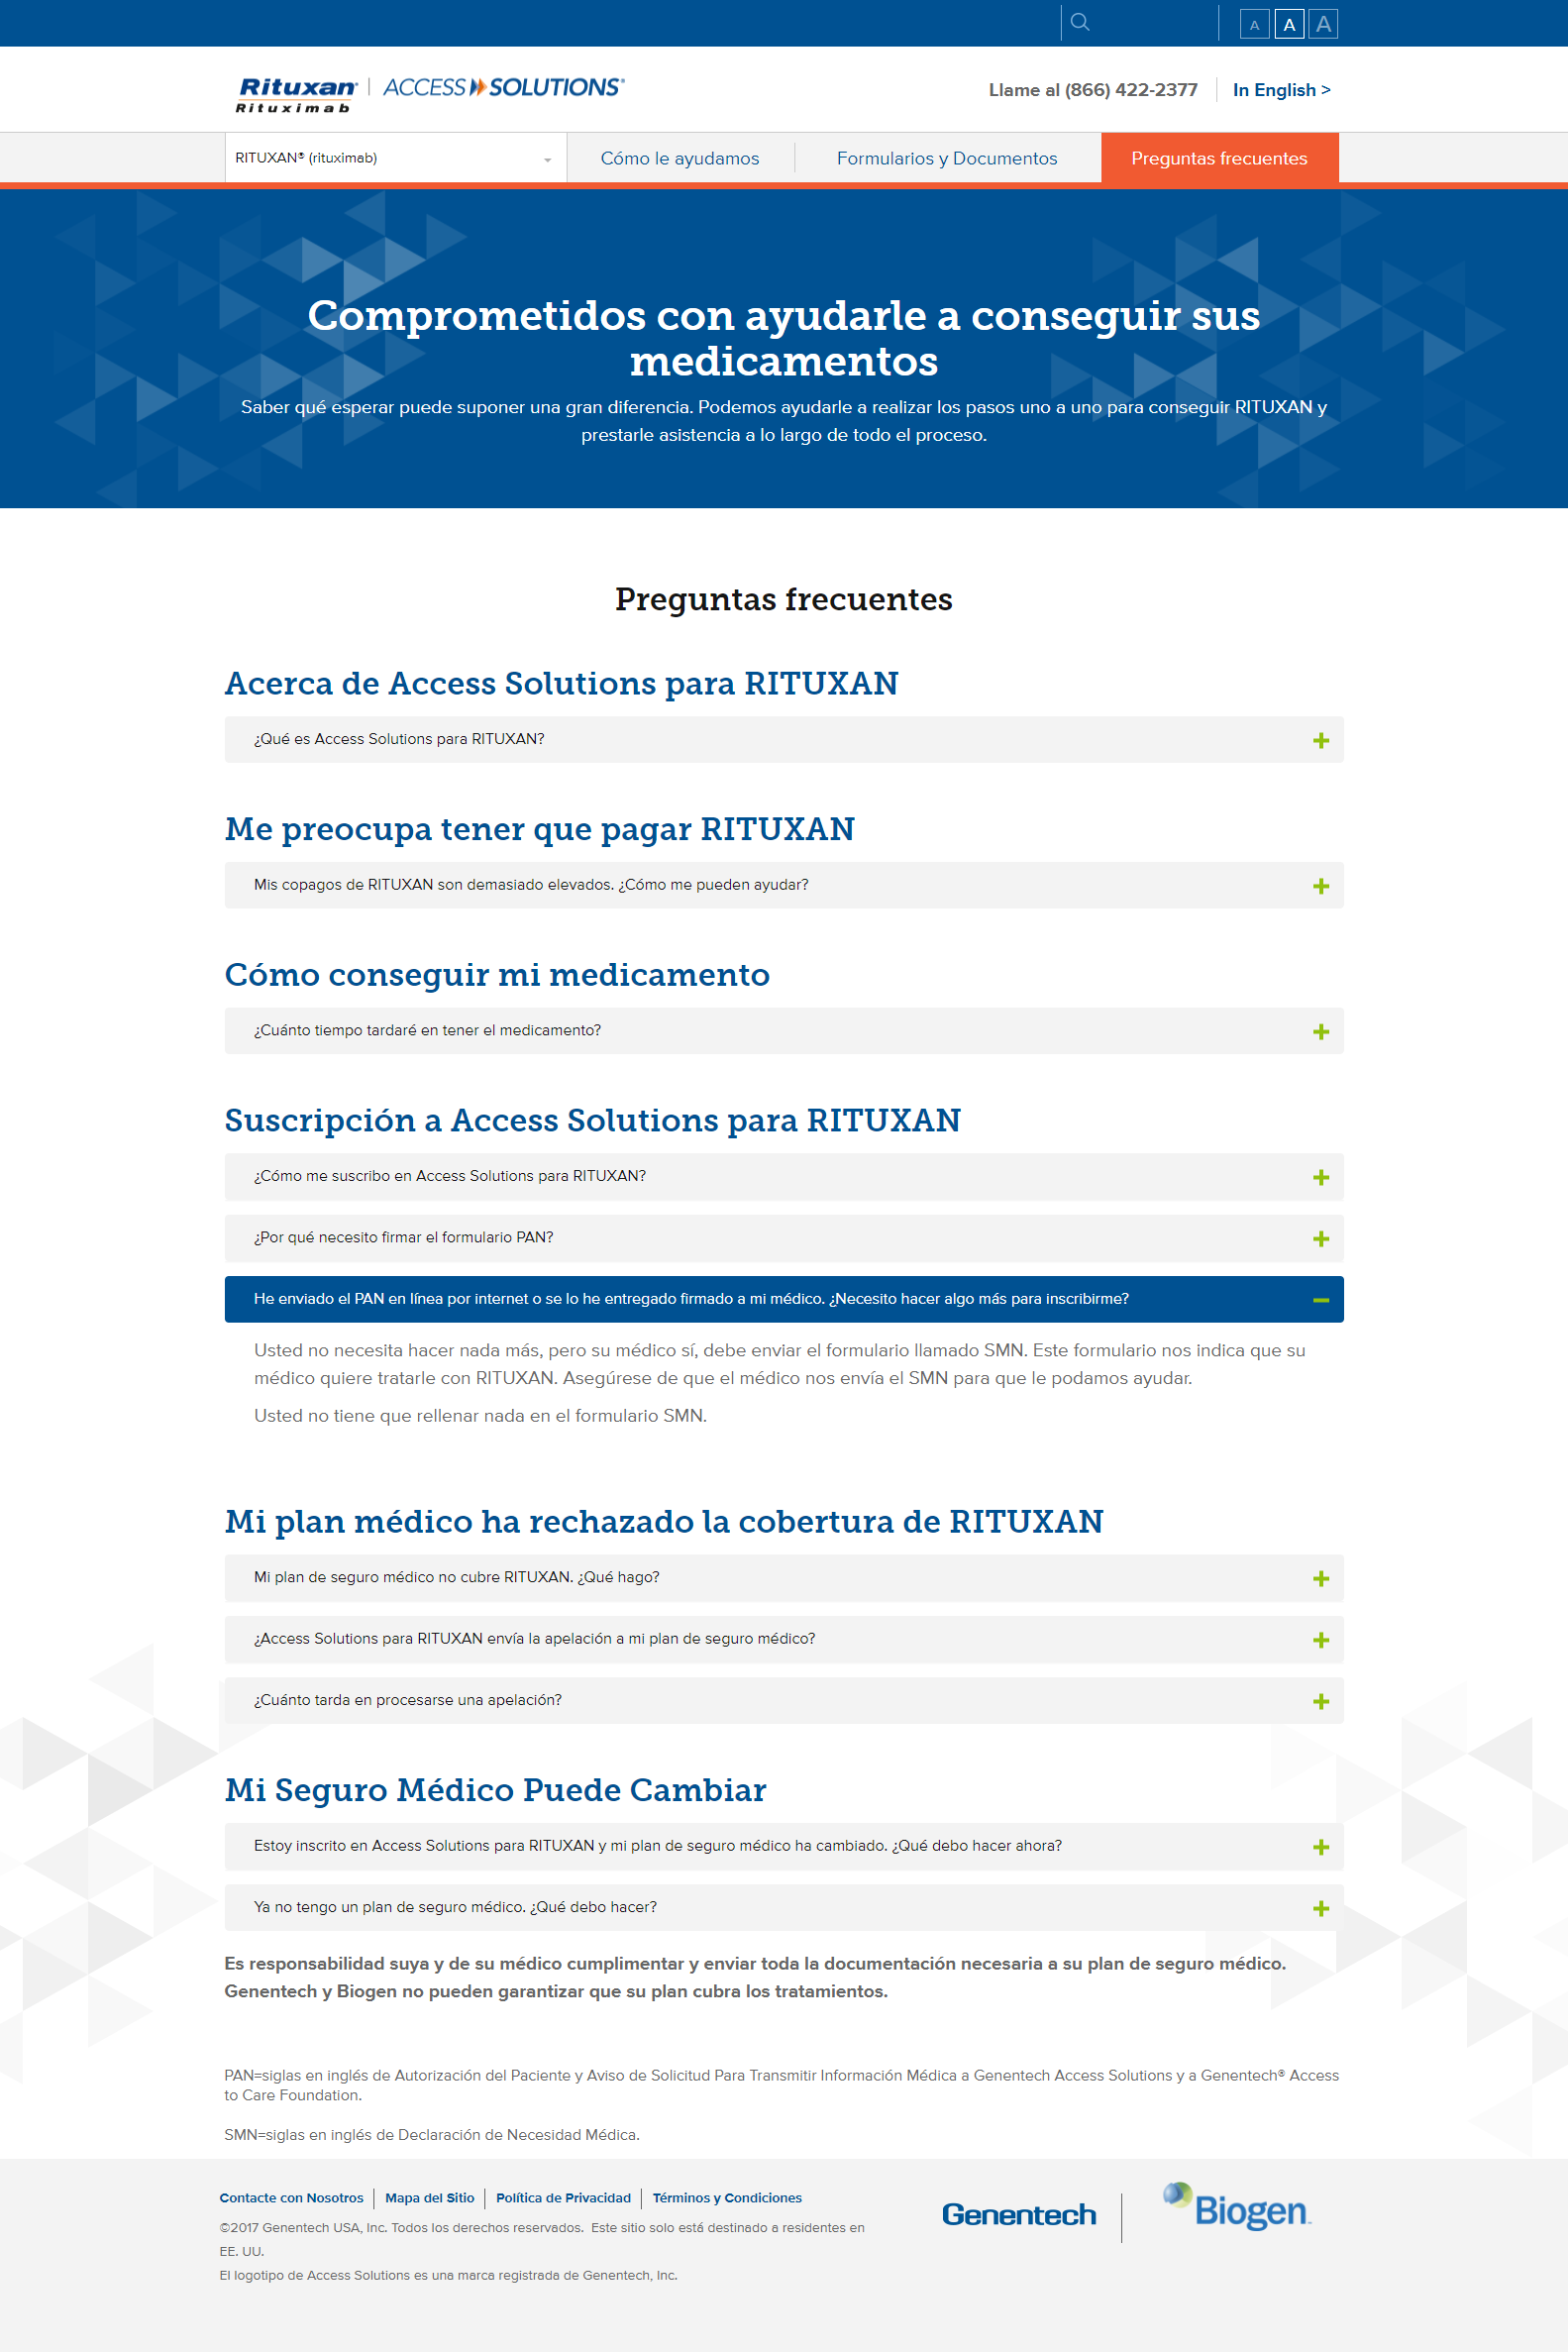 A A A
Rituxan® | ACCESS SOLUTIONS®
Rituximab
Llame al (866) 422-2377
In English >
RITUXAN® (rituximab)
Cómo le ayudamos
Formularios y Documentos
Preguntas frecuentes
Comprometidos con ayudarle a conseguir sus
medicamentos
Saber qué esperar puede suponer una gran diferencia. Podemos ayudarle a realizar los pasos uno a uno para conseguir RITUXAN y
prestarle asistencia a lo largo de todo el proceso.
Preguntas frecuentes
Acerca de Access Solutions para RITUXAN
¿Qué es Access Solutions para RITUXAN?
Me preocupa tener que pagar RITUXAN
Mis copagos de RITUXAN son demasiado elevados. ¿Cómo me pueden ayudar?
Cómo conseguir mi medicamento
¿Cuánto tiempo tardaré en tener el medicamento?
Suscripción a Access Solutions para RITUXAN
¿Cómo me suscribo en Access Solutions para RITUXAN?
¿Por qué necesito firmar el formulario PAN?
He enviado el PAN en línea por internet o se lo he entregado firmado a mi médico. ¿Necesito hacer algo más para inscribirme?
Usted no necesita hacer nada más, pero su médico sí, debe enviar el formulario llamado SMN. Este formulario nos indica que su
médico quiere tratarle con RITUXAN. Asegúrese de que el médico nos envía el SMN para que le podamos ayudar.
Usted no tiene que rellenar nada en el formulario SMN.
Mi plan médico ha rechazado la cobertura de RITUXAN
Mi plan de seguro médico no cubre RITUXAN. ¿Qué hago?
¿Access Solutions para RITUXAN envía la apelación a mi plan de seguro médico?
¿Cuánto tarda en procesarse una apelación?
Mi Seguro Médico Puede Cambiar
Estoy inscrito en Access Solutions para RITUXAN y mi plan de seguro médico ha cambiado. ¿Qué debo hacer ahora?
Ya no tengo un plan de seguro médico. ¿Qué debo hacer?
Es responsabilidad suya y de su médico cumplimentar y enviar toda la documentación necesaria a su plan de seguro médico.
Genentech y Biogen no pueden garantizar que su plan cubra los tratamientos.
PAN=siglas en inglés de Autorización del Paciente y Aviso de Solicitud Para Transmitir Información Médica a Genentech Access Solutions y a Genentech® Access
to Care Foundation.
SMN=siglas en inglés de Declaración de Necesidad Médica.
Contacte con Nosotros | Mapa del Sitio | Política de Privacidad | Términos y Condiciones
©2017 Genentech USA, Inc. Todos los derechos reservados. Este sitio solo está destinado a residentes en
EE. UU.
El logotipo de Access Solutions es una marca registrada de Genentech, Inc.
Genentech
Biogen